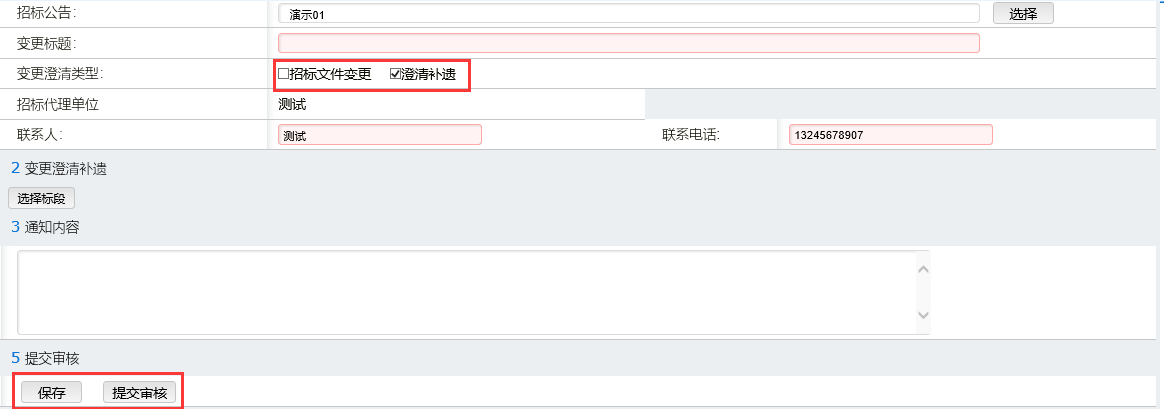 招标公告: 演示01 选择
变更标题:
变更澄清类型: 招标文件变更 澄清补遗
招标代理单位 测试
联系人: 测试 联系电话: 13245678907
2 变更澄清补遗
选择标段
3 通知内容
5 提交审核
保存 提交审核